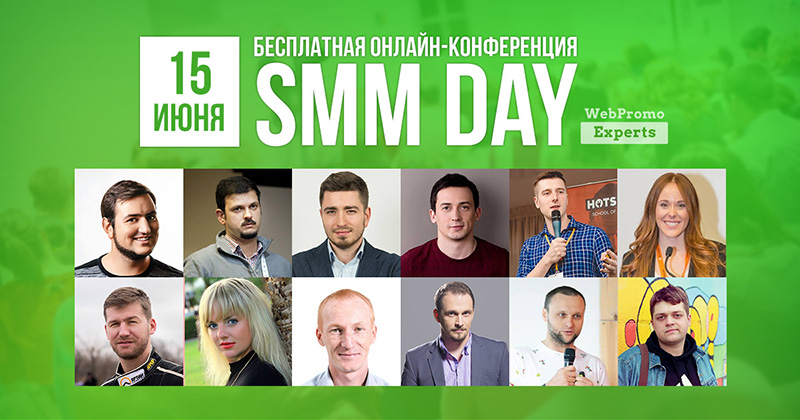 15
ИЮНЯ
БЕСПЛАТНАЯ ОНЛАЙН-КОНФЕРЕНЦИЯ
SMM DAY
WebPromo
Experts
HOTS
SCHOOL OF